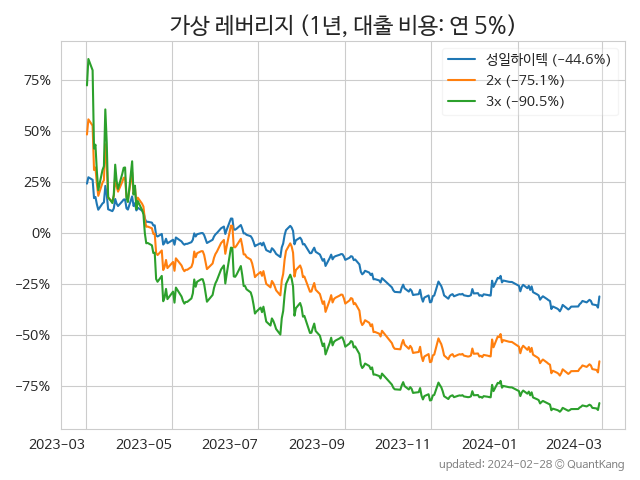 가상 레버리지 (1년, 대출 비용: 연 5%)
성일하이텍 (−44.6%)
2x (−75.1%)
3x (−90.5%)
75%
50%
25%
0%
−25%
−50%
−75%
2023-03 2023-05 2023-07 2023-09 2023-11 2024-01 2024-03
updated: 2024-02-28 © QuantKang